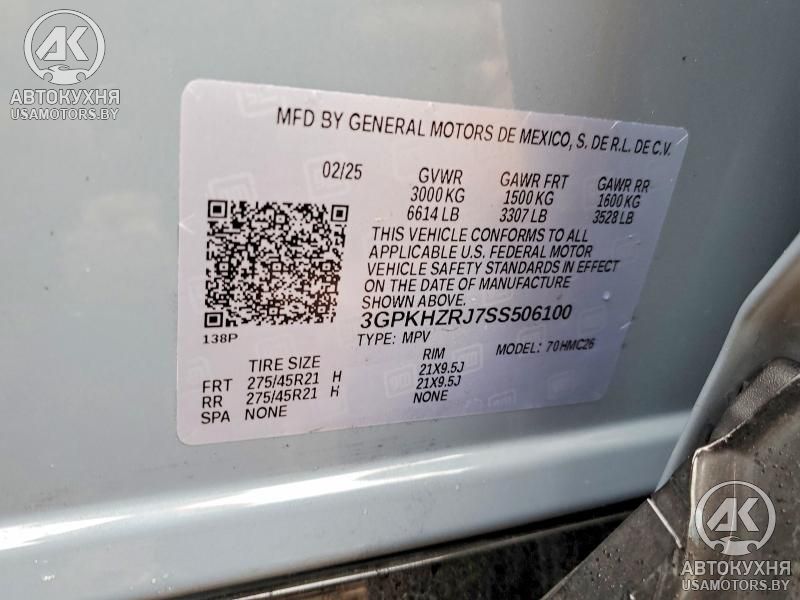 АК
АВТОКУХНЯ
USAMOTORS.BY
MFD BY GENERAL MOTORS DE MEXICO, S. DE R.L. DE C.V.
02/25 GVWR GAWR FRT GAWR RR
3000 KG 1500 KG 1600 KG
6614 LB 3307 LB 3528 LB
THIS VEHICLE CONFORMS TO ALL
APPLICABLE U.S. FEDERAL MOTOR
VEHICLE SAFETY STANDARDS IN EFFECT
ON THE DATE OF MANUFACTURE
SHOWN ABOVE.
3GPKHZRJ7SS506100
138P
TYPE: MPV MODEL: 70HMC26
TIRE SIZE RIM
FRT 275/45R21 H 21X9.5J
RR 275/45R21 H 21X9.5J
SPA NONE NONE
АК
АВТОКУХНЯ
USAMOTORS.BY